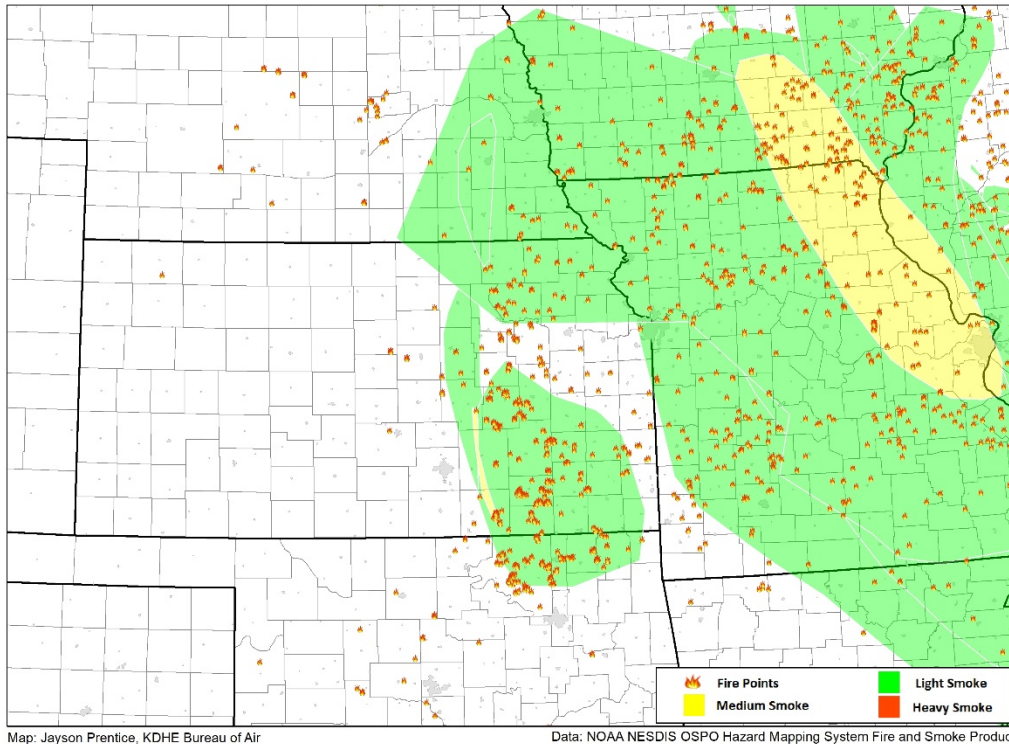 Fire Points
Light Smoke
Medium Smoke
Heavy Smoke
Map: Jayson Prentice, KDHE Bureau of Air
Data: NOAA NESDIS OSPO Hazard Mapping System Fire and Smoke Produc